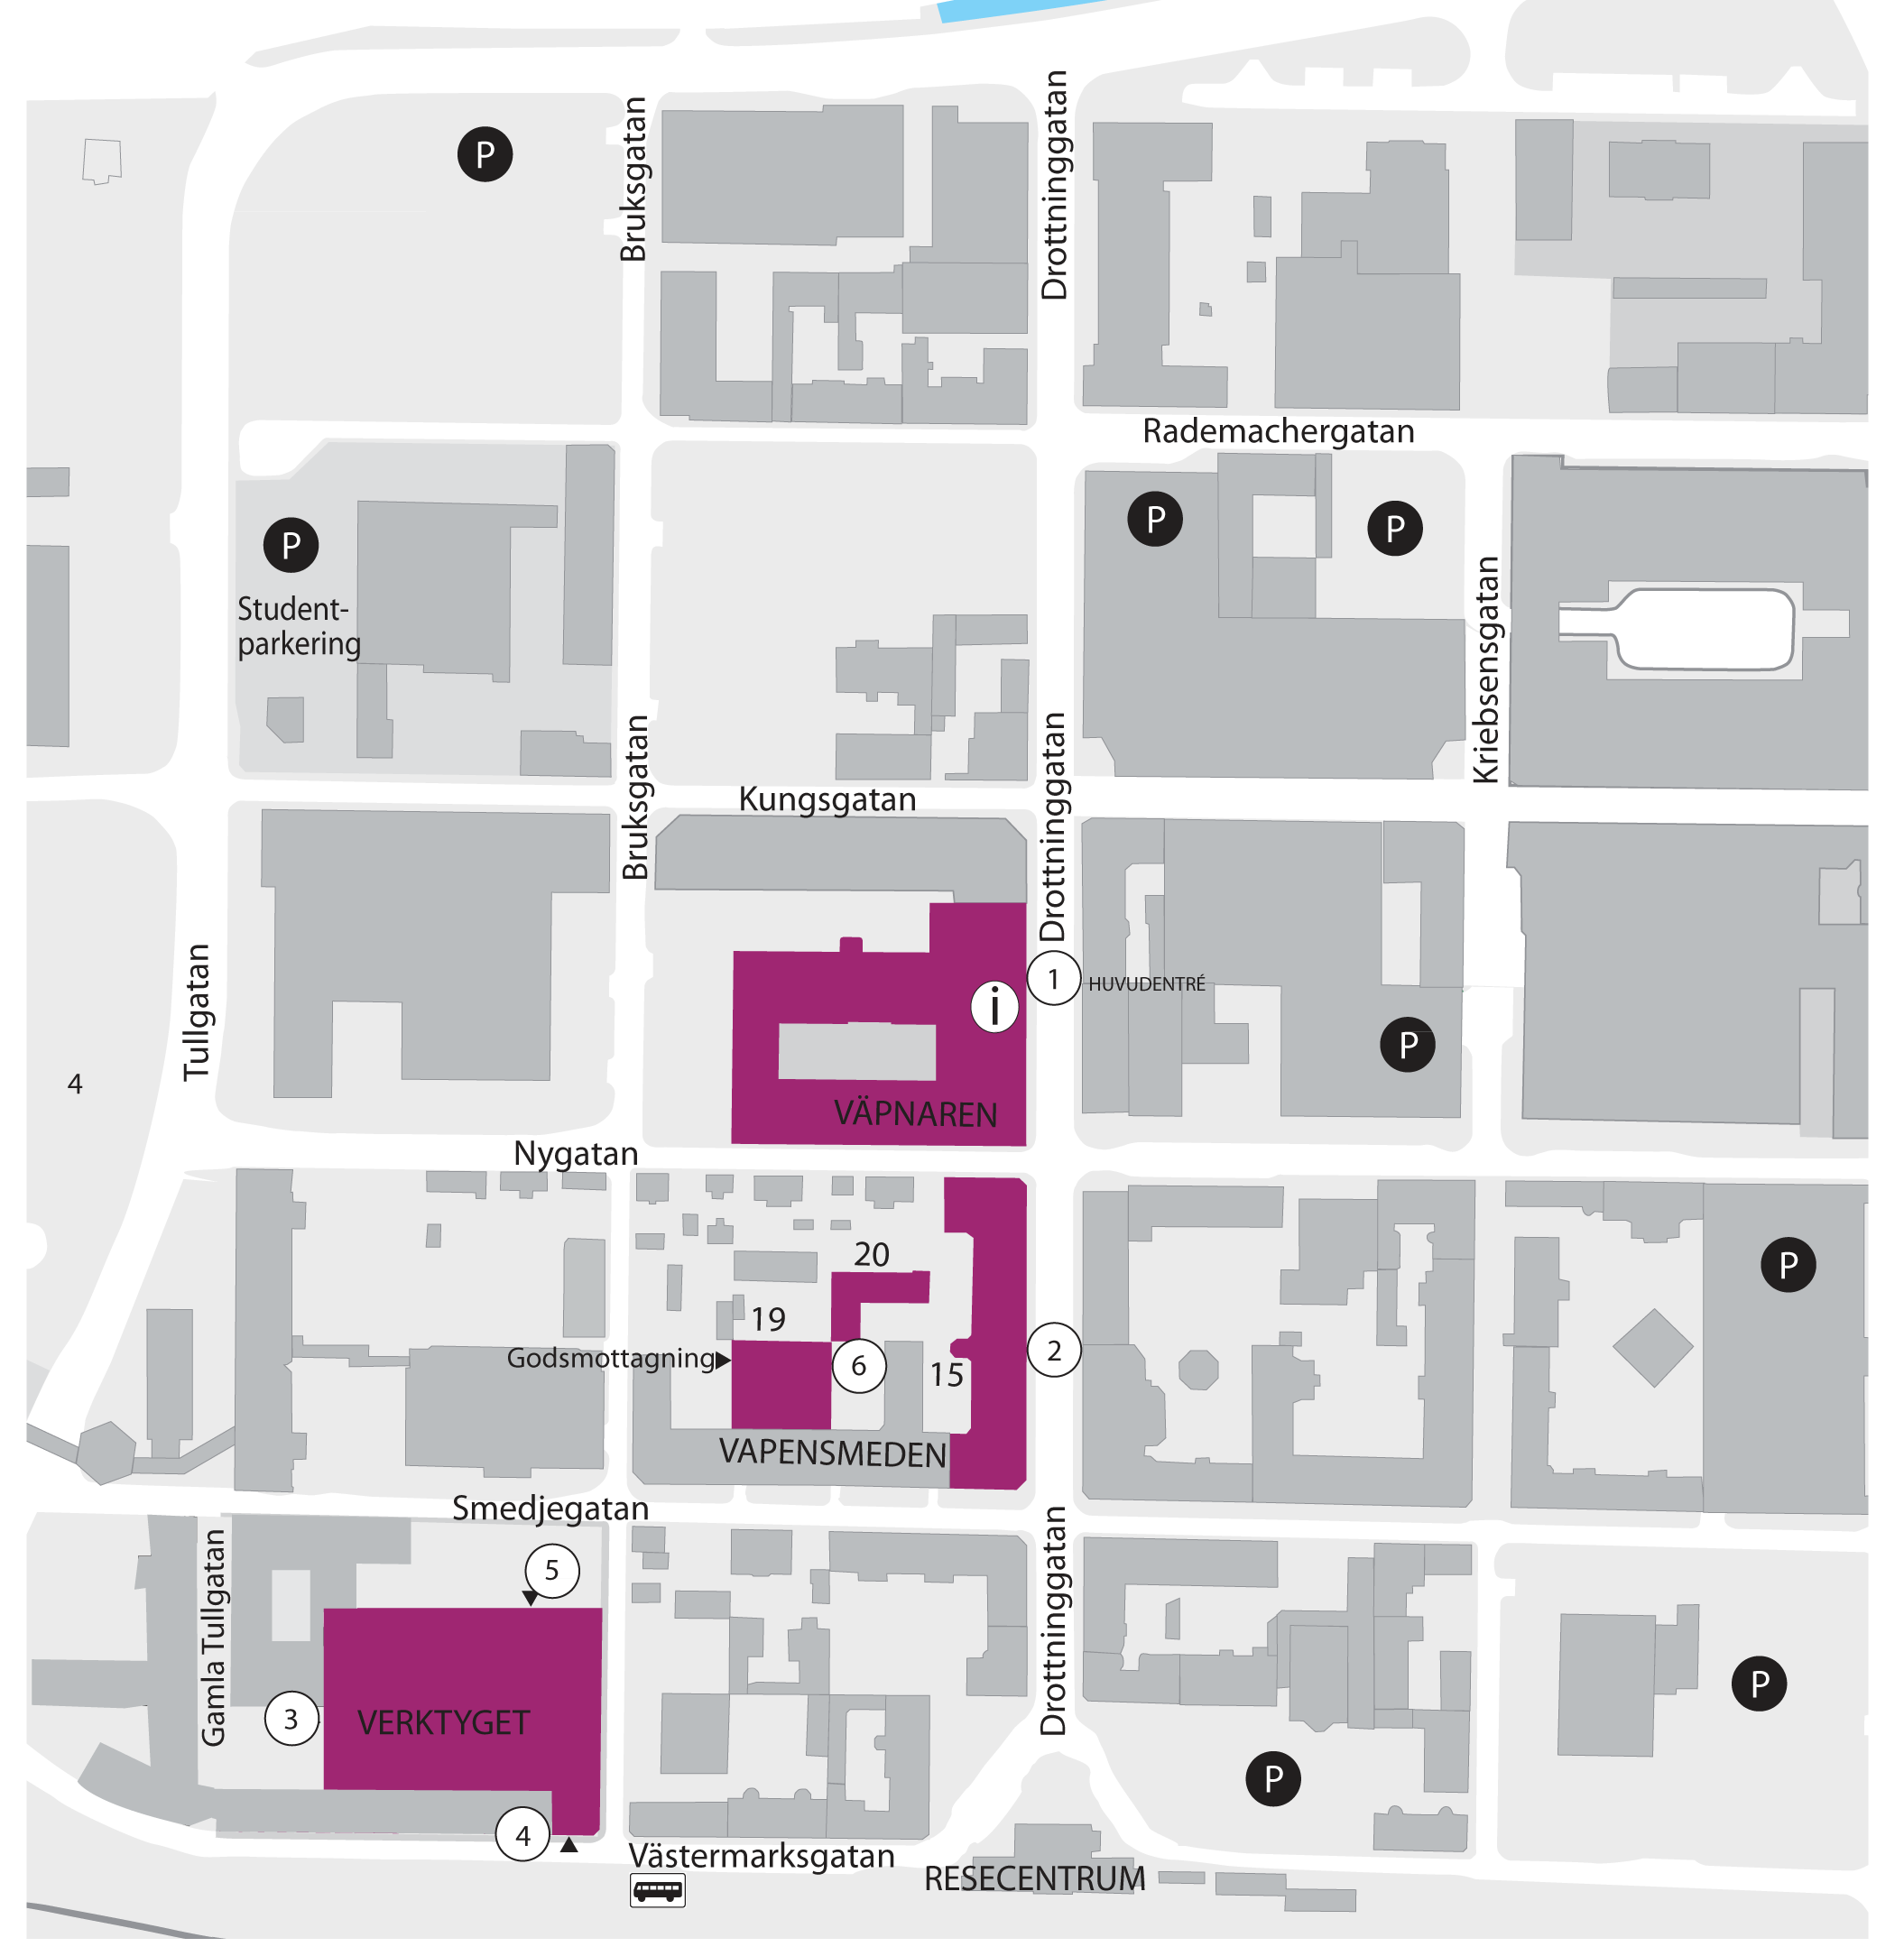 Bruksgatan
Drottninggatan
P
Rademachergatan
P
P
P
Student-
parkering
Kriebsensgatan
Bruksgatan
Kungsgatan
Drottninggatan
Tullgatan
1
HUVUDENTRÉ
i
P
4
VÄPNAREN
Nygatan
20
P
19
Godsmottagning
6
15
2
VAPENSMEDEN
Smedjegatan
Gamla Tullgatan
5
Drottninggatan
3
VERKTYGET
P
P
4
Västermarksgatan
RESECENTRUM